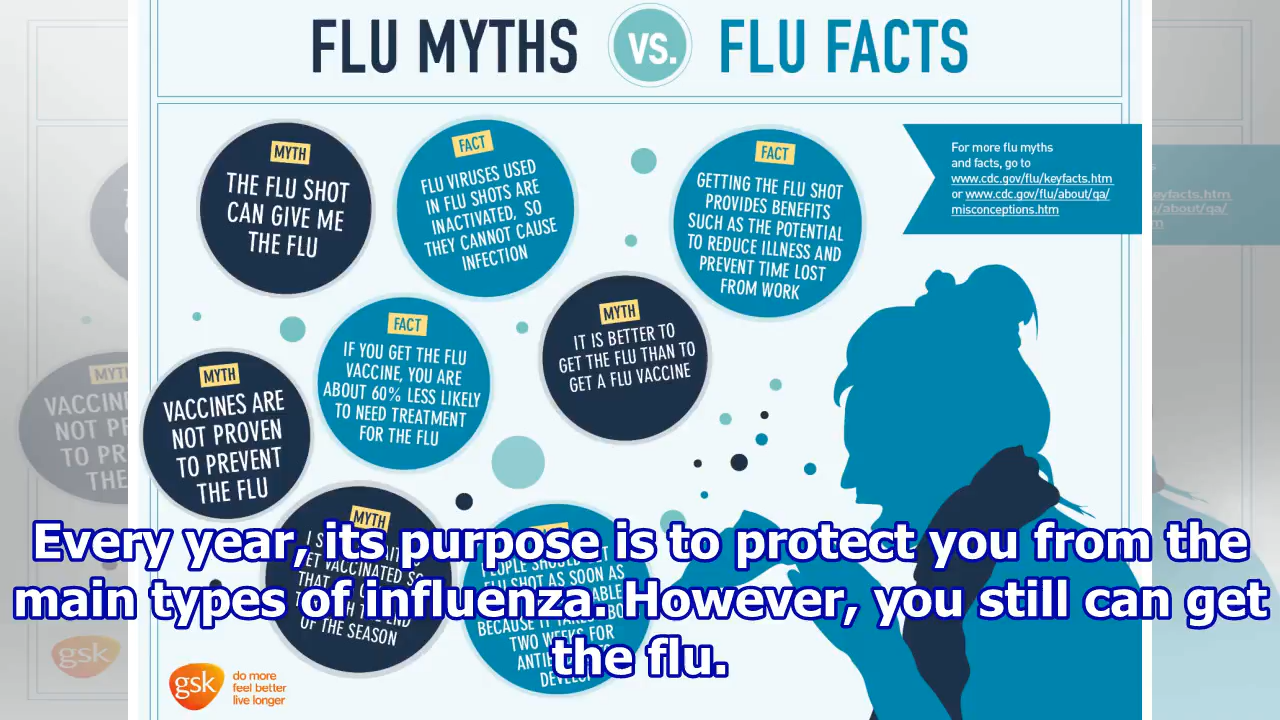 FLU MYTHS VS. FLU FACTS
MYTH
THE FLU SHOT
CAN GIVE ME
THE FLU
FACT
FLU VIRUSES USED
IN FLU SHOTS ARE
INACTIVATED, SO
THEY CANNOT CAUSE
INFECTION
FACT
GETTING THE FLU SHOT
PROVIDES BENEFITS
SUCH AS THE POTENTIAL
TO REDUCE ILLNESS AND
PREVENT TIME LOST
FROM WORK
For more flu myths
and facts, go to
www.cdc.gov/flu/keyfacts.htm
or www.cdc.gov/flu/about/qa/
misconceptions.htm
MYTH
VACCINES ARE
NOT PROVEN
TO PREVENT
THE FLU
FACT
IF YOU GET THE FLU
VACCINE, YOU ARE
ABOUT 60% LESS LIKELY
TO NEED TREATMENT
FOR THE FLU
MYTH
IT IS BETTER TO
GET THE FLU THAN TO
GET A FLU VACCINE
MYTH
OF THE SEASON
FLU SHOT AS SOON AS
BECAUSE IT
TWO WEEKS FOR
Every year, its purpose is to protect you from the
main types of influenza. However, you still can get
the flu.
gsk
do more
feel better
live longer